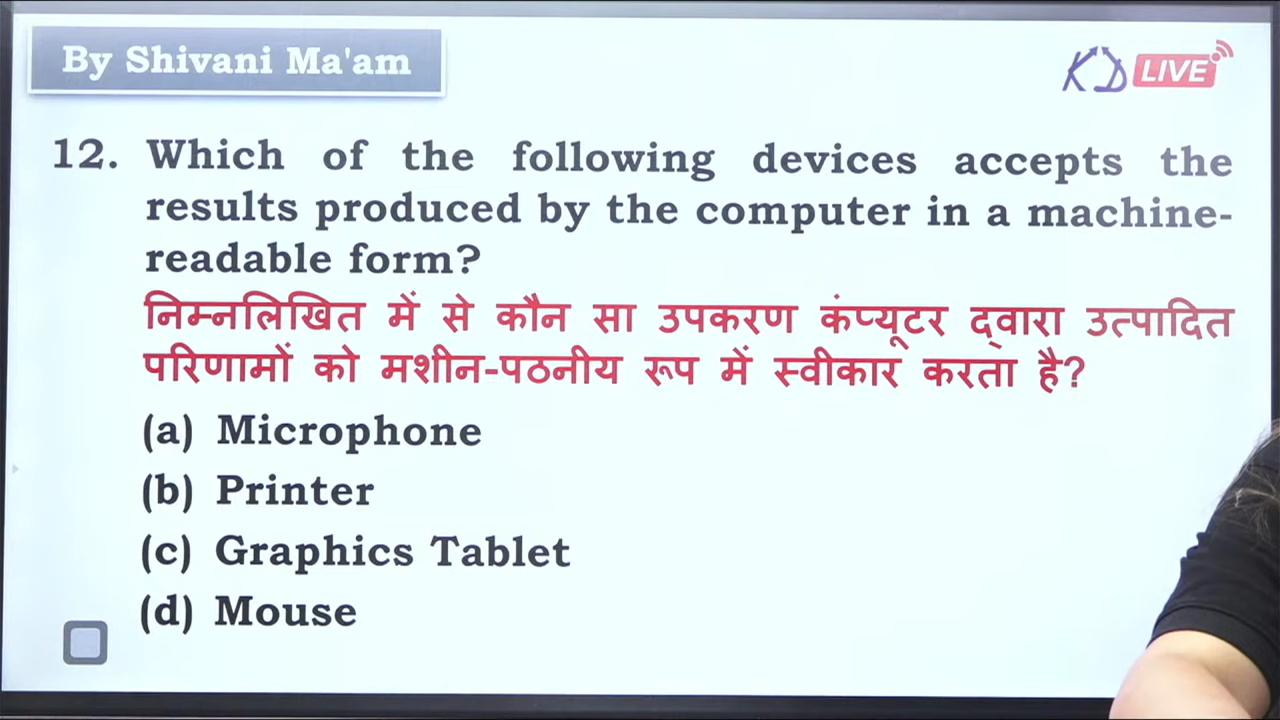 By Shivani Ma'am
KD LIVE
12. Which of the following devices accepts the
results produced by the computer in a machine-
readable form?
निम्नलिखित में से कौन सा उपकरण कंप्यूटर द्वारा उत्पादित
परिणामों को मशीन-पठनीय रूप में स्वीकार करता है?
(a) Microphone
(b) Printer
(c) Graphics Tablet
(d) Mouse